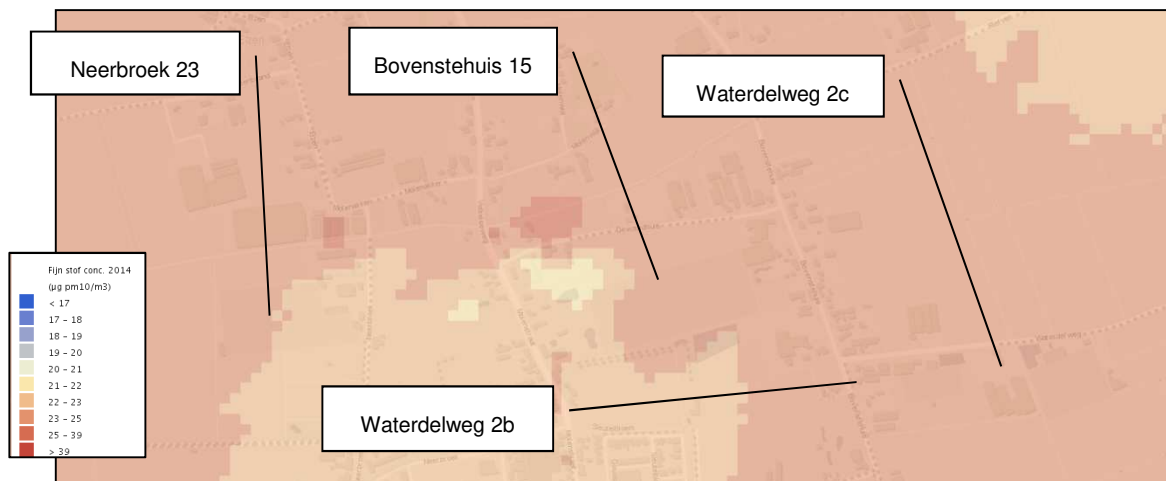 Neerbroek 23
Bovenstehuis 15
Waterdelweg 2c
Fijn stof conc. 2014
(µg pm10/m3)
< 17
17 – 18
18 – 19
19 – 20
20 – 21
21 – 22
22 – 23
23 – 25
25 – 39
> 39
Waterdelweg 2b